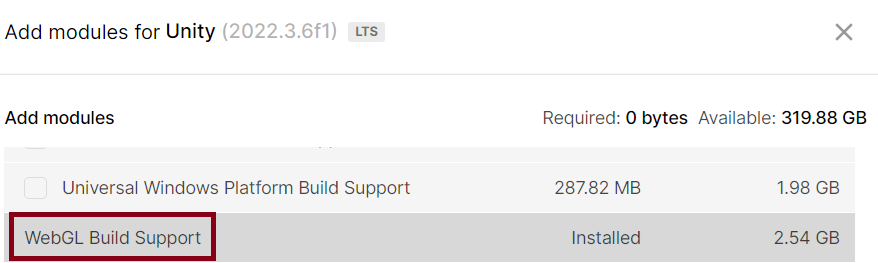 Add modules for Unity (2022.3.6f1) LTS
Add modules Required: 0 bytes Available: 319.88 GB
Universal Windows Platform Build Support 287.82 MB 1.98 GB
WebGL Build Support Installed 2.54 GB